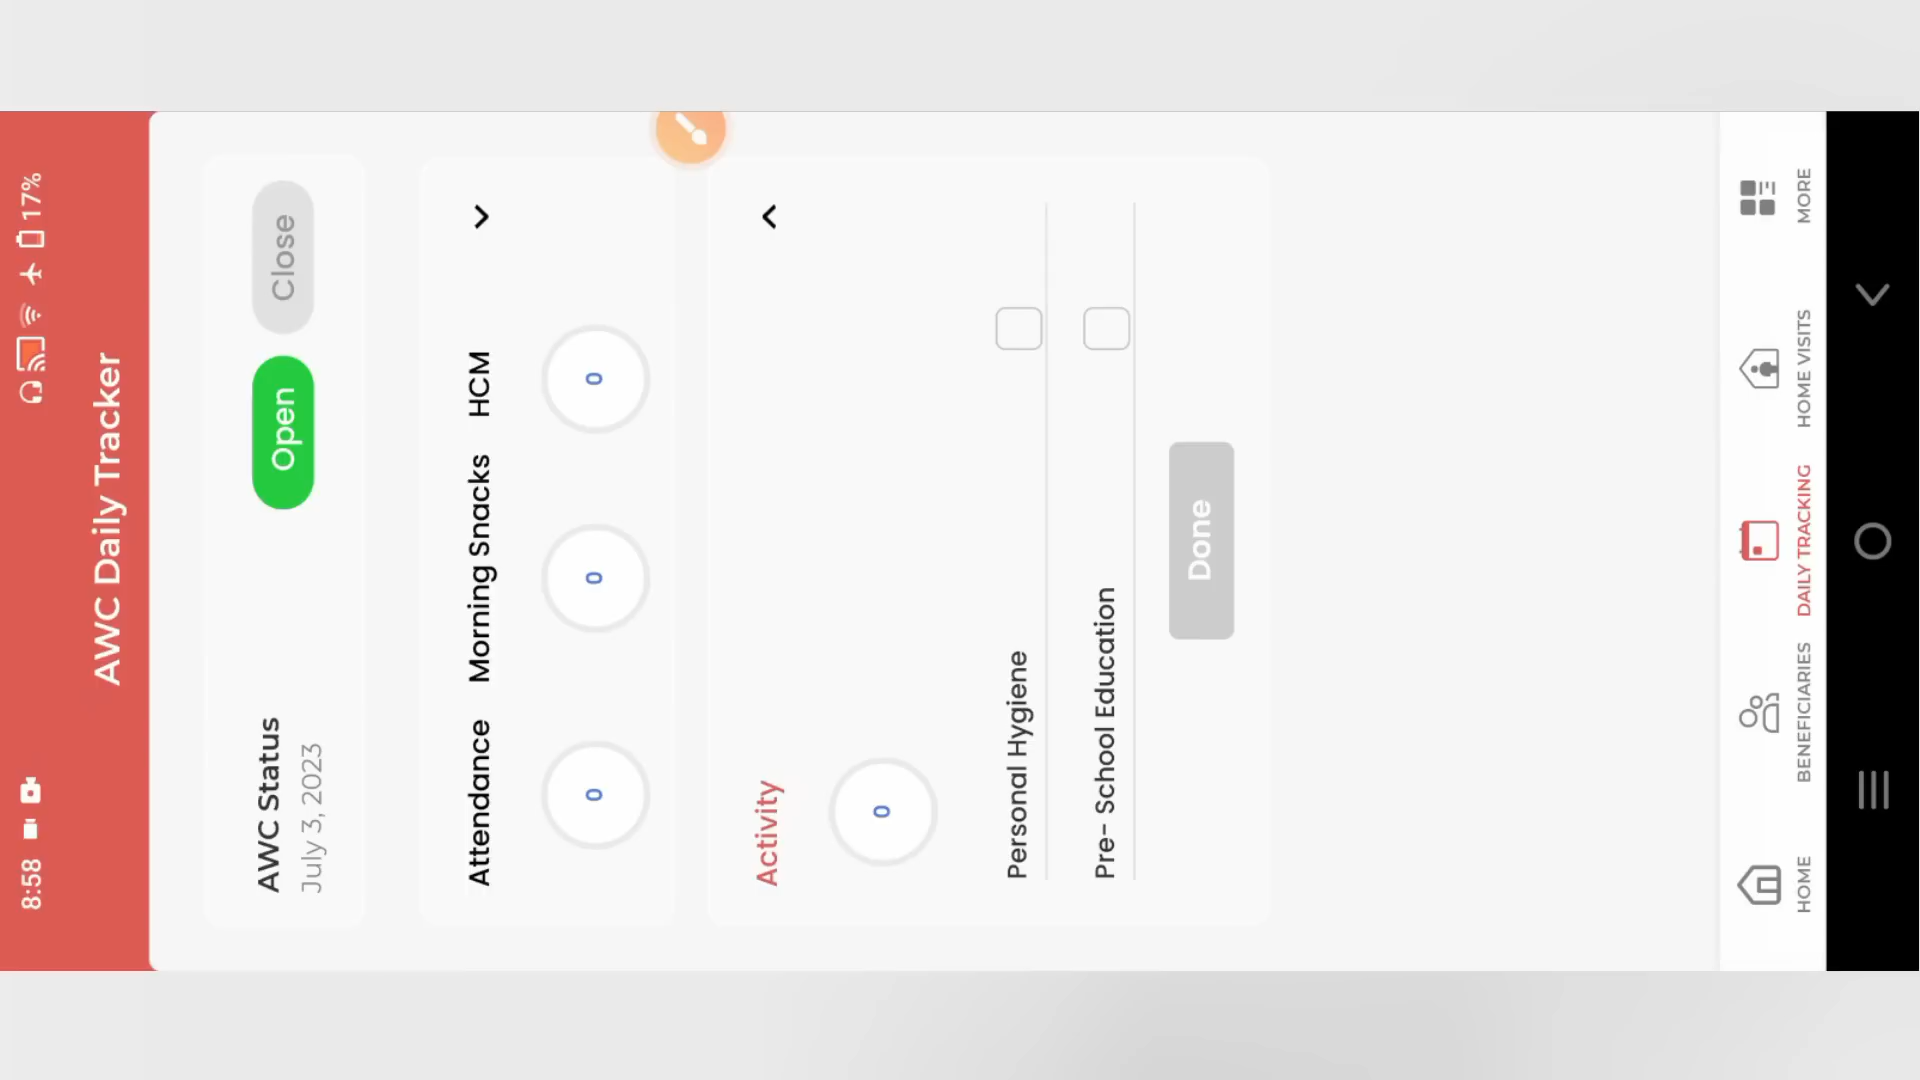 8:58
17%
AWC Daily Tracker
AWC Status
July 3, 2023
Open
Close
Attendance
Morning Snacks
HCM
0
0
0
Activity
0
Personal Hygiene
Pre- School Education
Done
HOME
BENEFICIARIES
DAILY TRACKING
HOME VISITS
MORE